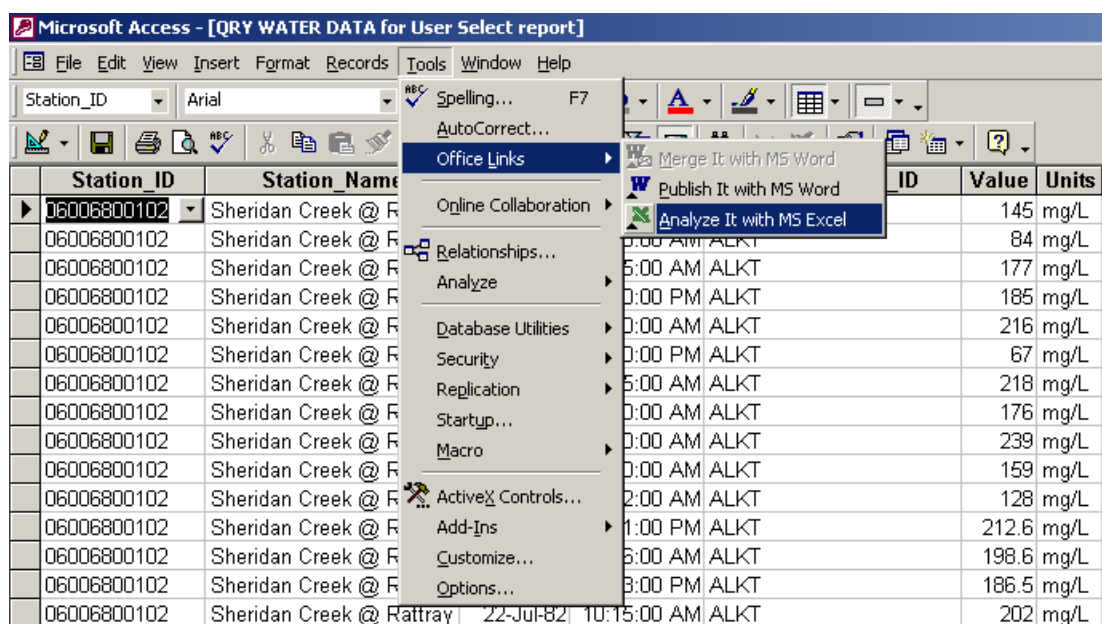 Microsoft Access - [QRY WATER DATA for User Select report]
File Edit View Insert Format Records Tools Window Help
Station_ID Arial
Spelling... F7
AutoCorrect...
Office Links
Online Collaboration
Relationships...
Analyze
Database Utilities
Security
Replication
Startup...
Macro
ActiveX Controls...
Add-Ins
Customize...
Options...
Merge It with MS Word
Publish It with MS Word
Analyze It with MS Excel
Station_ID Station_Name _ID Value Units
06006800102 Sheridan Creek @ R 145 mg/L
06006800102 Sheridan Creek @ R AM ALKT 84 mg/L
06006800102 Sheridan Creek @ R 5:00 AM ALKT 177 mg/L
06006800102 Sheridan Creek @ R 0:00 PM ALKT 185 mg/L
06006800102 Sheridan Creek @ R 0:00 AM ALKT 216 mg/L
06006800102 Sheridan Creek @ R 0:00 PM ALKT 67 mg/L
06006800102 Sheridan Creek @ R 5:00 AM ALKT 218 mg/L
06006800102 Sheridan Creek @ R 0:00 AM ALKT 176 mg/L
06006800102 Sheridan Creek @ R 0:00 AM ALKT 239 mg/L
06006800102 Sheridan Creek @ R 0:00 AM ALKT 159 mg/L
06006800102 Sheridan Creek @ R 2:00 AM ALKT 128 mg/L
06006800102 Sheridan Creek @ R 1:00 PM ALKT 212.6 mg/L
06006800102 Sheridan Creek @ R 6:00 AM ALKT 198.6 mg/L
06006800102 Sheridan Creek @ R 3:00 PM ALKT 186.5 mg/L
06006800102 Sheridan Creek @ Rattray 22-Jul-82 10:15:00 AM ALKT 202 mg/L